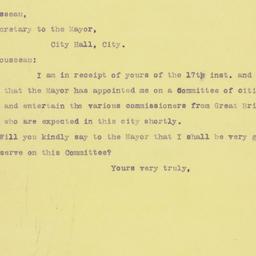 ssean,
cretary to the Mayor,
City Hall, City.
ousseau:
I am in receipt of yours of the 17th inst. and
that the Mayor has appointed me on a Committee of citi
and entertain the various commissioners from Great Bri
who are expected in this city shortly.
Will you kindly say to the Mayor that I shall be very g
serve on this Committee?
Yours very truly,